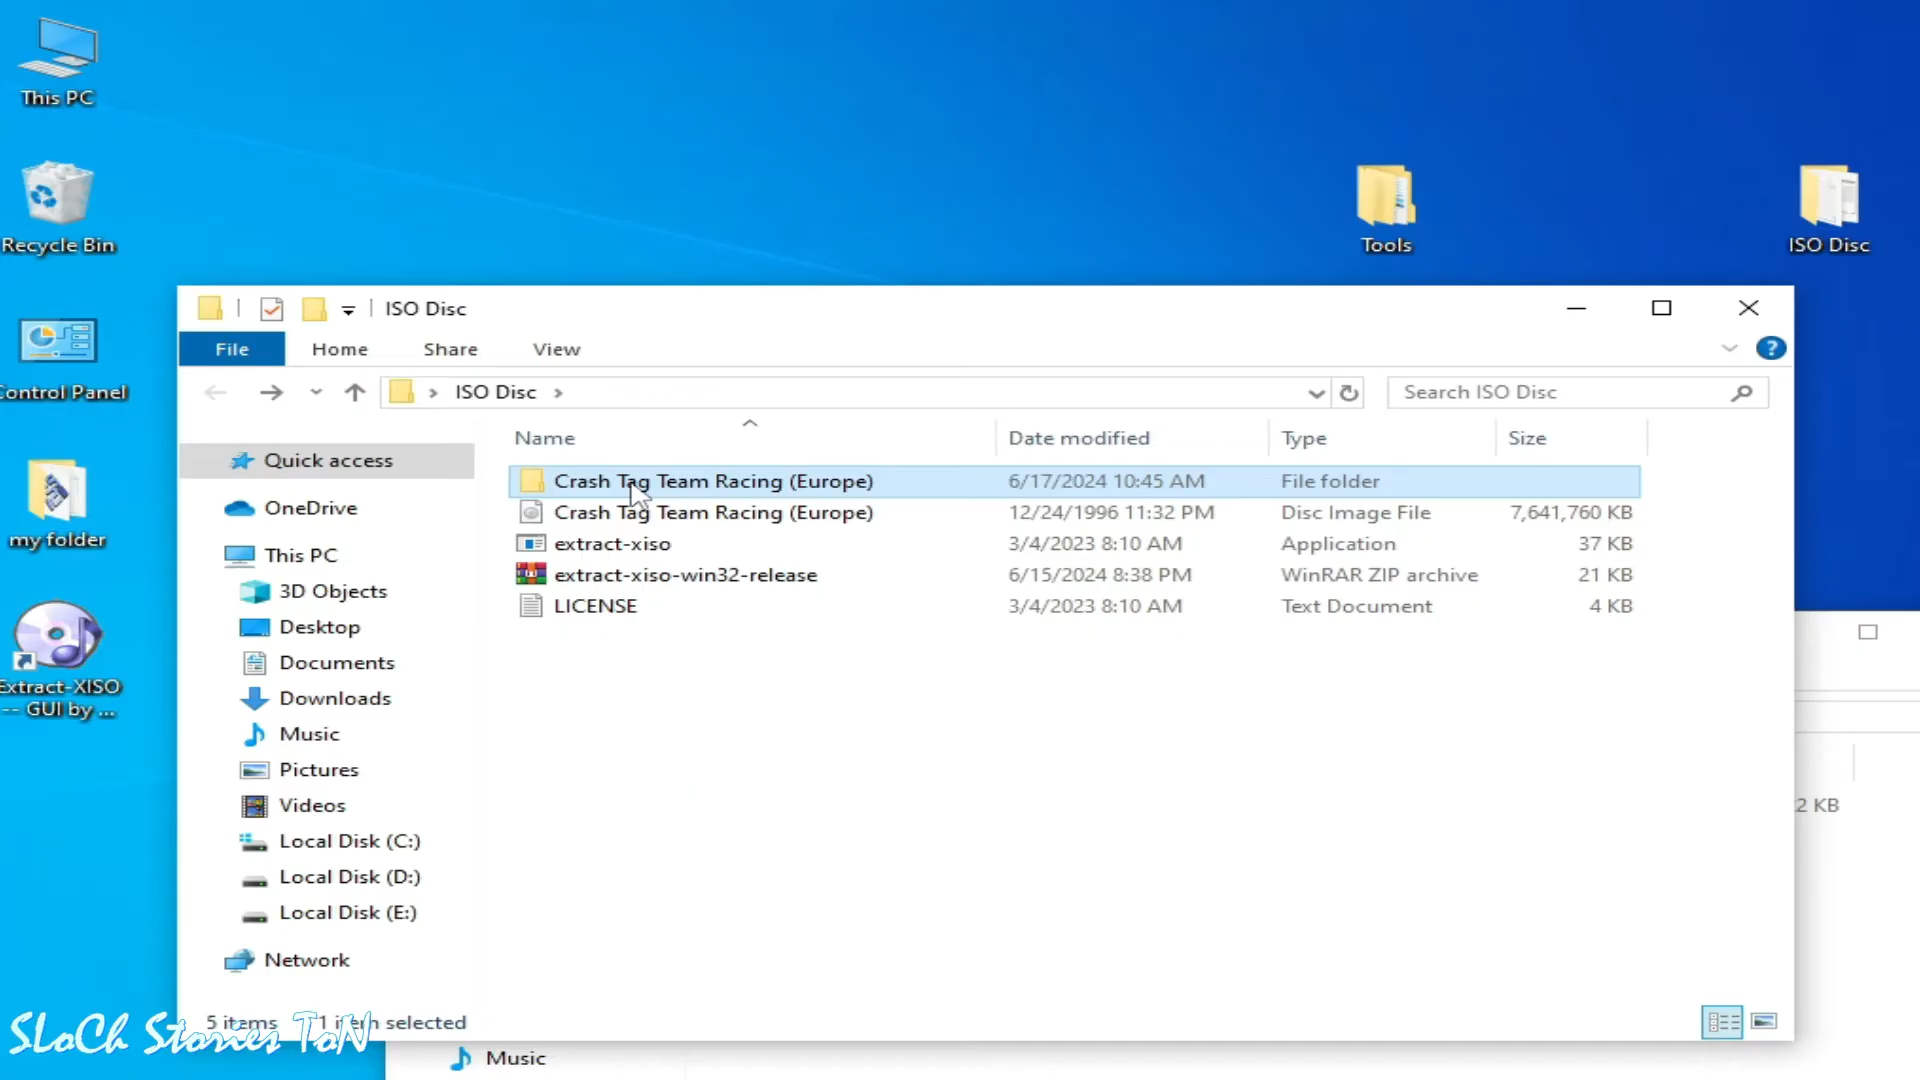 This PC
Recycle Bin
Control Panel
my folder
Extract-XISO
-- GUI by ...
Tools
ISO Disc
ISO Disc
File Home Share View
ISO Disc
Search ISO Disc
Name Date modified Type Size
Crash Tag Team Racing (Europe) 6/17/2024 10:45 AM File folder
Crash Tag Team Racing (Europe) 12/24/1996 11:32 PM Disc Image File 7,641,760 KB
extract-xiso 3/4/2023 8:10 AM Application 37 KB
extract-xiso-win32-release 6/15/2024 8:38 PM WinRAR ZIP archive 21 KB
LICENSE 3/4/2023 8:10 AM Text Document 4 KB
Quick access
OneDrive
This PC
3D Objects
Desktop
Documents
Downloads
Music
Pictures
Videos
Local Disk (C:)
Local Disk (D:)
Local Disk (E:)
Network
5 items 1 item selected
2 KB
Music
SLoCh Stories ToN